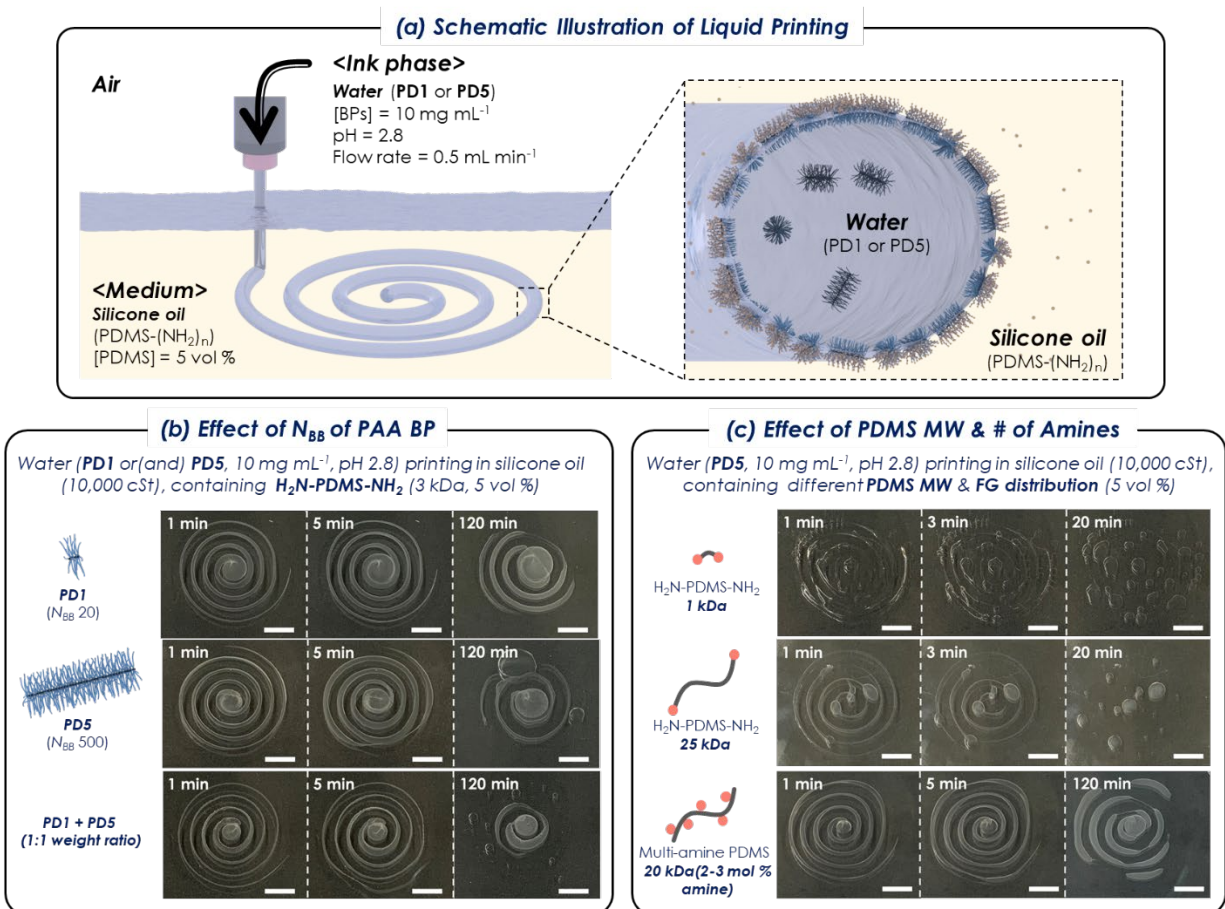 (a) Schematic Illustration of Liquid Printing
Air
<Ink phase>
Water (PD1 or PD5)
[BPs] = 10 mg mL⁻¹
pH = 2.8
Flow rate = 0.5 mL min⁻¹
<Medium>
Silicone oil
(PDMS-(NH₂)ₙ)
[PDMS] = 5 vol %
Water
(PD1 or PD5)
Silicone oil
(PDMS-(NH₂)ₙ)
(b) Effect of N_BB of PAA BP
Water (PD1 or(and) PD5, 10 mg mL⁻¹, pH 2.8) printing in silicone oil
(10,000 cSt), containing H₂N-PDMS-NH₂ (3 kDa, 5 vol %)
1 min
5 min
120 min
PD1
(N_BB 20)
1 min
5 min
120 min
PD5
(N_BB 500)
1 min
5 min
120 min
PD1 + PD5
(1:1 weight ratio)
(c) Effect of PDMS MW & # of Amines
Water (PD5, 10 mg mL⁻¹, pH 2.8) printing in silicone oil (10,000 cSt),
containing different PDMS MW & FG distribution (5 vol %)
1 min
3 min
20 min
H₂N-PDMS-NH₂
1 kDa
1 min
3 min
20 min
H₂N-PDMS-NH₂
25 kDa
1 min
5 min
120 min
Multi-amine PDMS
20 kDa(2-3 mol %
amine)